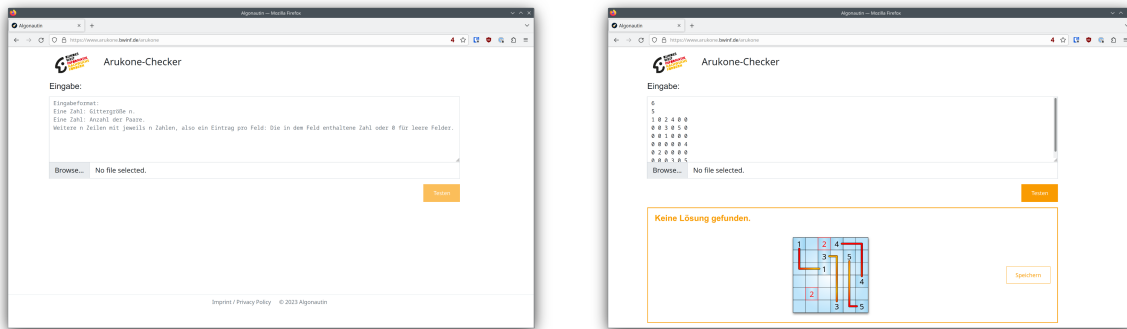 Algonautin — Mozilla Firefox
Algonautin
https://www.arukone.bwinf.de/arukone
4
Arukone-Checker
Eingabe:
Eingabeformat:
Eine Zahl: Gittergröße n.
Eine Zahl: Anzahl der Paare.
Weitere n Zeilen mit jeweils n Zahlen, also ein Eintrag pro Feld: Die in dem Feld enthaltene Zahl oder 0 für leere Felder.
Browse... No file selected.
Testen
Imprint / Privacy Policy © 2023 Algonautin
Algonautin — Mozilla Firefox
Algonautin
https://www.arukone.bwinf.de/arukone
4
Arukone-Checker
Eingabe:
6
5
1 0 2 4 0 0
0 0 3 0 5 0
0 0 1 0 0 0
0 0 0 0 0 4
0 2 0 0 0 0
0 0 0 3 0 5
Browse... No file selected.
Testen
Keine Lösung gefunden.
1 2 4
3 5
1
4
2
3 5
Speichern